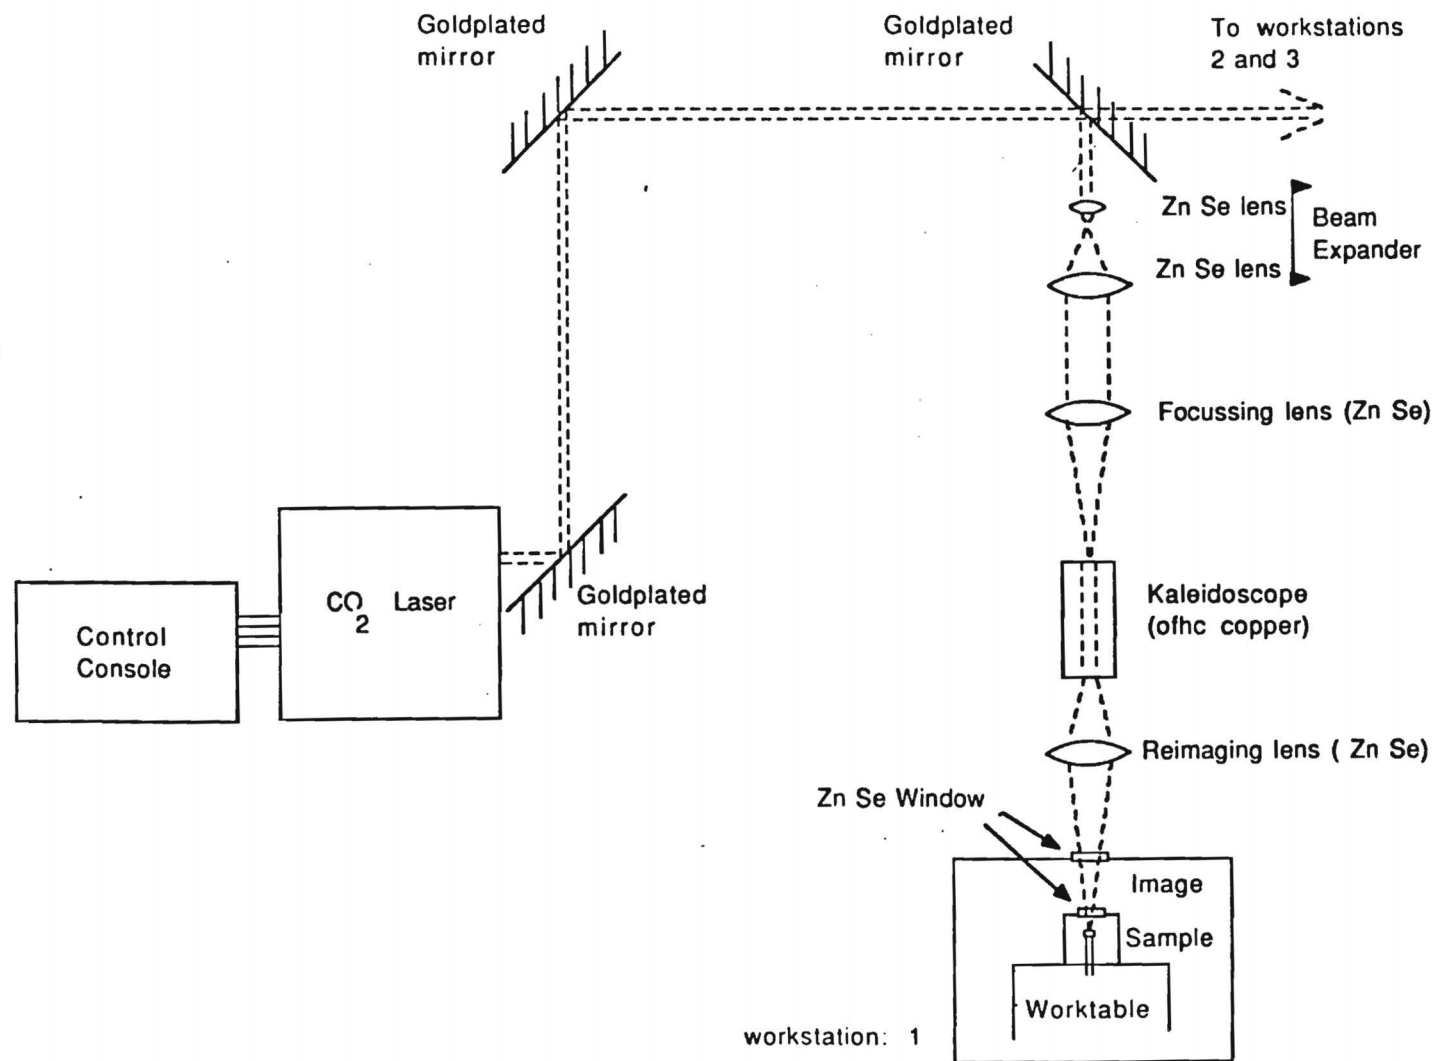 Goldplated
mirror
Goldplated
mirror
To workstations
2 and 3
Zn Se lens
Zn Se lens
Beam
Expander
Focussing lens (Zn Se)
CO2 Laser
Goldplated
mirror
Control
Console
Kaleidoscope
(ofhc copper)
Reimaging lens ( Zn Se)
Zn Se Window
Image
Sample
Worktable
workstation: 1